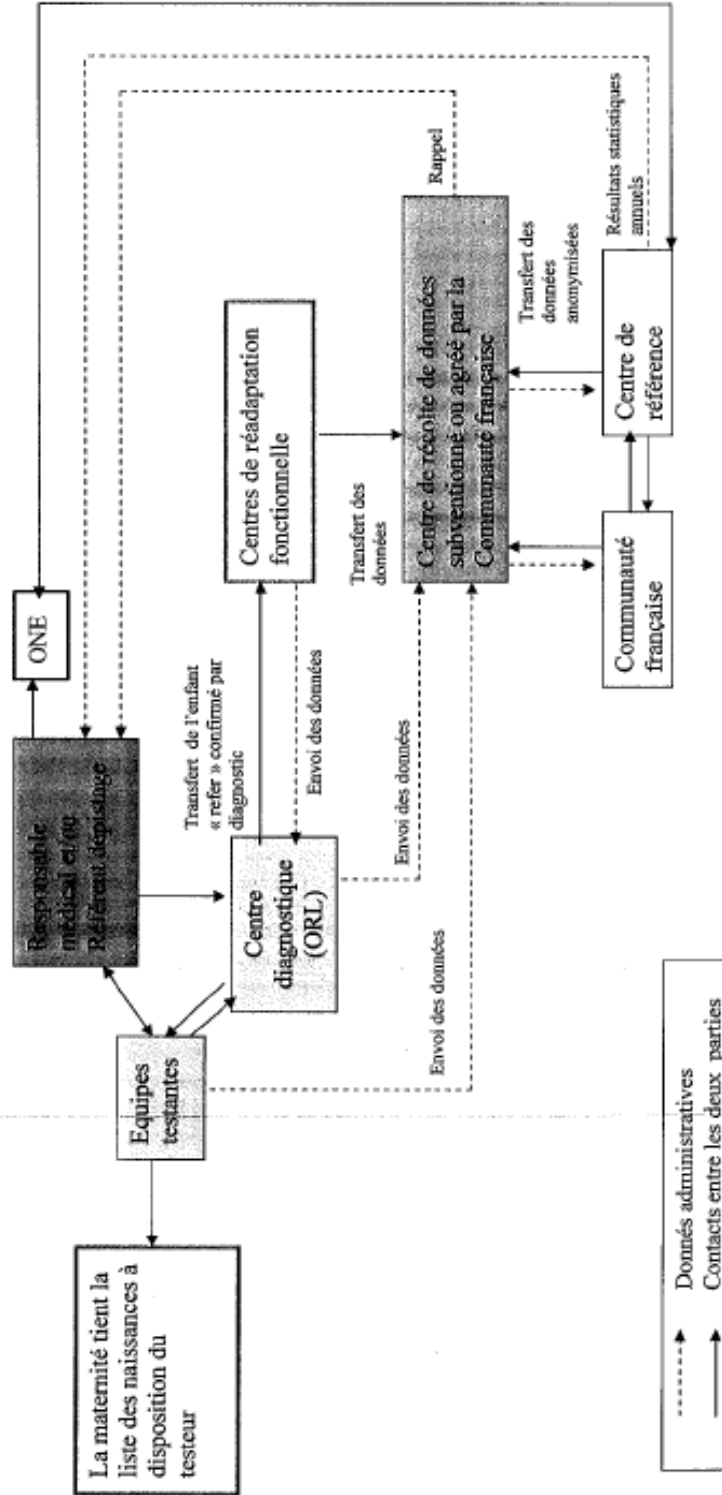 La maternité tient la
liste des naissances à
disposition du
testeur
Equipes
testantes
Responsable
médical et/ou
Référent dépistage
ONE
Centre
diagnostique
(ORL)
Transfert de l'enfant
« refer » confirmé par
diagnostic
Envoi des données
Centres de réadaptation
fonctionnelle
Envoi des données
Envoi des données
Transfert des
données
Centre de récolte de données
subventionné ou agréé par la
Communauté française
Rappel
Transfert des
données
anonymisées
Résultats statistiques
annuels
Communauté
française
Centre de
référence
Donnés administratives
Contacts entre les deux parties